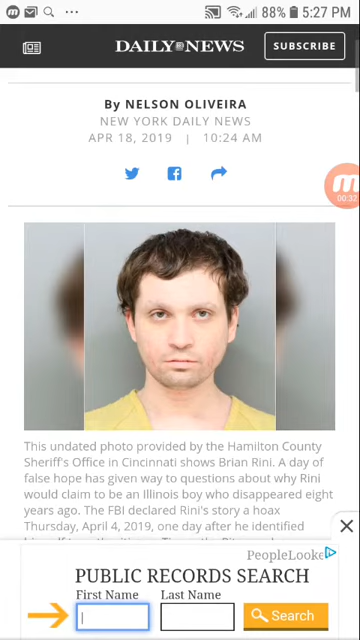 88% 5:27 PM
DAILY NEWS
SUBSCRIBE
By NELSON OLIVEIRA
NEW YORK DAILY NEWS
APR 18, 2019 | 10:24 AM
00:32
This undated photo provided by the Hamilton County
Sheriff's Office in Cincinnati shows Brian Rini. A day of
false hope has given way to questions about why Rini
would claim to be an Illinois boy who disappeared eight
years ago. The FBI declared Rini's story a hoax
Thursday, April 4, 2019, one day after he identified
PeopleLooke
PUBLIC RECORDS SEARCH
First Name Last Name
Search